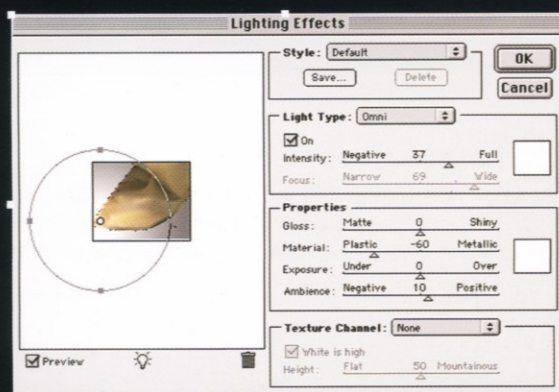 Lighting Effects
Style: Default
Save... Delete
OK
Cancel
Light Type: Omni
On
Intensity: Negative 37 Full
Focus: Narrow 69 Wide
Properties
Gloss: Matte 0 Shiny
Material: Plastic -60 Metallic
Exposure: Under 0 Over
Ambience: Negative 10 Positive
Texture Channel: None
White is high
Height: Flat 50 Mountainous
Preview